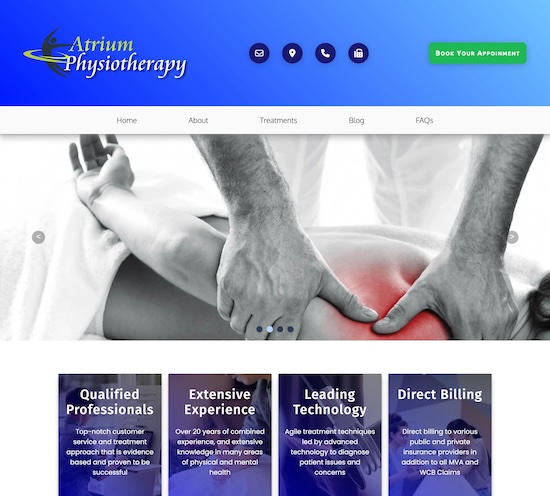 Atrium
Physiotherapy
Book Your Appoinment
Home
About
Treatments
Blog
FAQs
<
>
Qualified
Professionals
Top-notch customer
service and treatment
approach that is evidence
based and proven to be
successful
Extensive
Experience
Over 20 years of combined
experience, and extensive
knowledge in many areas
of physical and mental
health
Leading
Technology
Agile treatment techniques
led by advanced
technology to diagnose
patient issues and
concerns
Direct Billing
Direct billing to various
public and private
insurance providers in
addition to all MVA and
WCB Claims